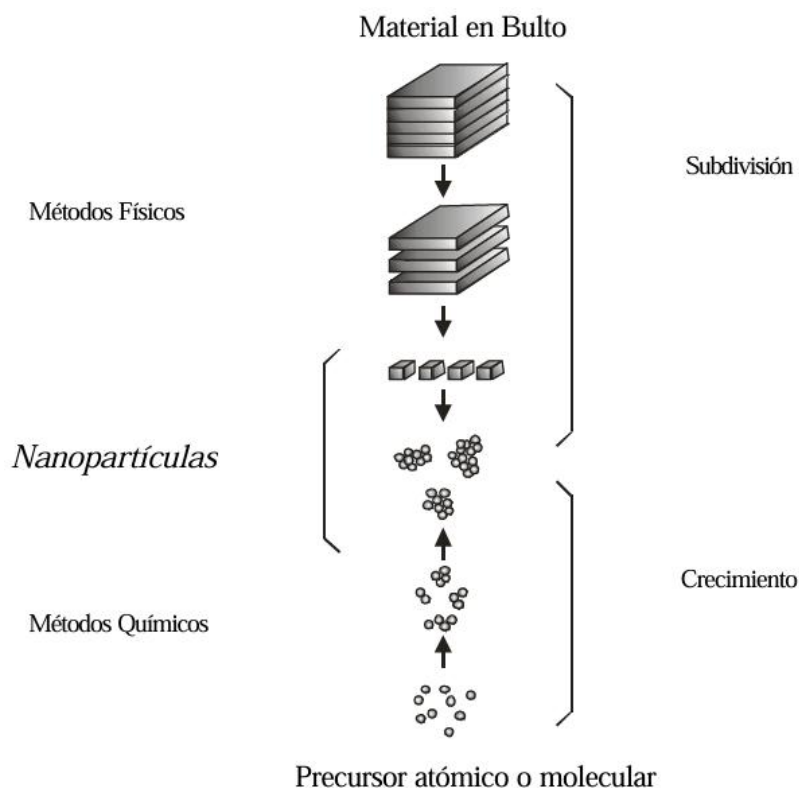 Material en Bulto
Subdivisión
Métodos Físicos
Nanopartículas
Crecimiento
Métodos Químicos
Precursor atómico o molecular